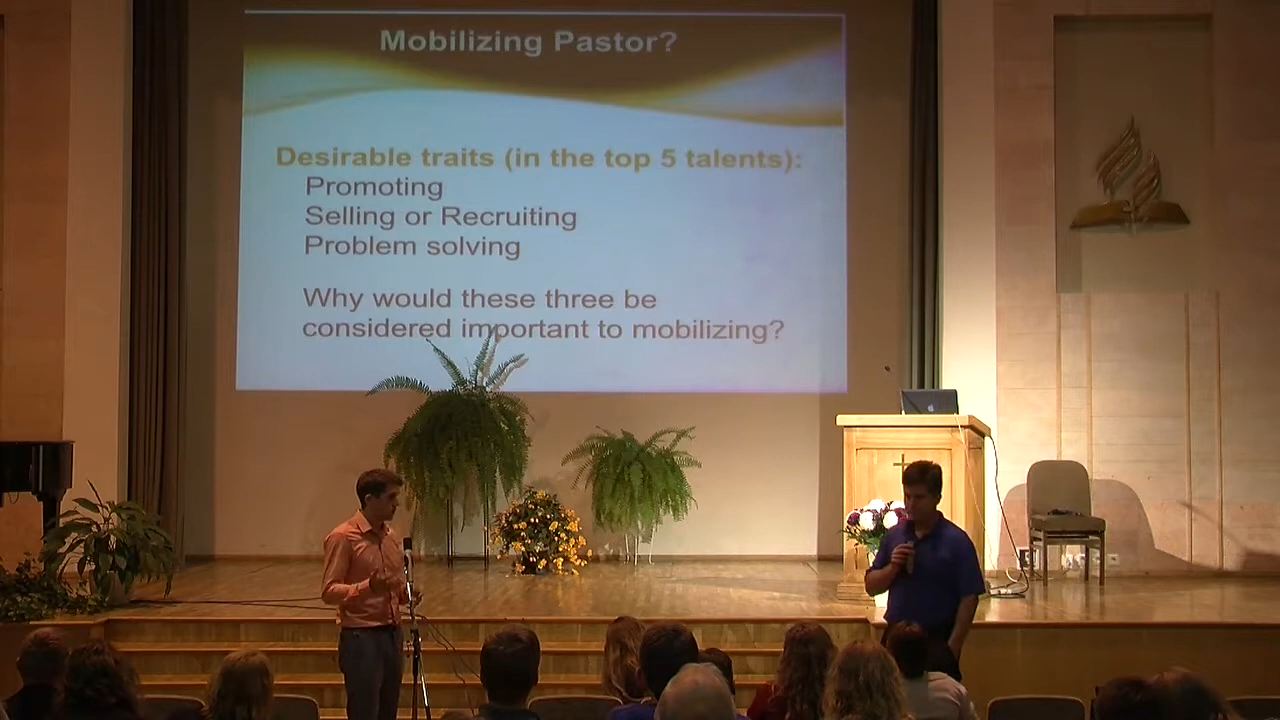 Mobilizing Pastor?
Desirable traits (in the top 5 talents):
Promoting
Selling or Recruiting
Problem solving
Why would these three be
considered important to mobilizing?